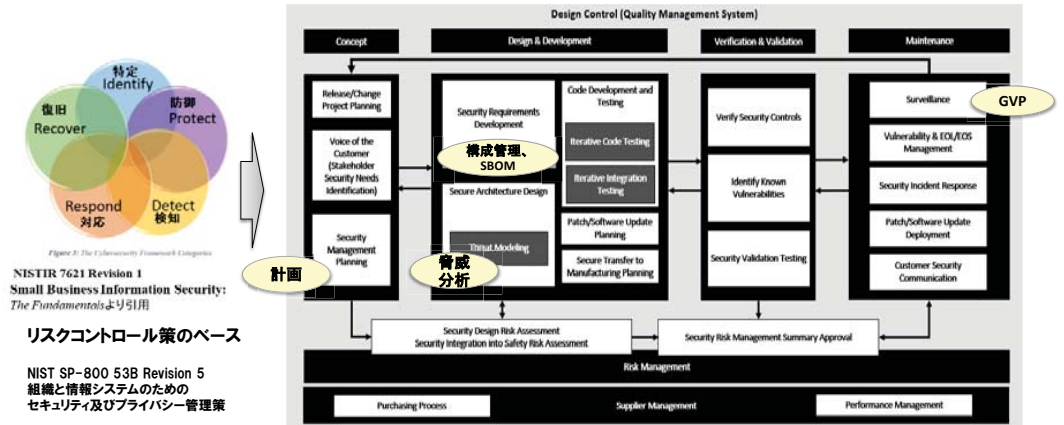 特定
Identify
防御
Protect
復旧
Recover
Respond
対応
Detect
検知
Figure 3: The Cybersecurity Framework Categories
NISTIR 7621 Revision 1
Small Business Information Security:
The Fundamentalsより引用
リスクコントロール策のベース
NIST SP-800 53B Revision 5
組織と情報システムのための
セキュリティ及びプライバシー管理策
Design Control (Quality Management System)
Concept
Release/Change
Project Planning
Voice of the
Customer
(Stakeholder
Security Needs
Identification)
Security
Management
Planning
計画
Design & Development
Security Requirements
Development
構成管理、
SBOM
Secure Architecture Design
Threat Modeling
脅威
分析
Code Development and
Testing
Iterative Code Testing
Iterative Integration
Testing
Patch/Software Update
Planning
Secure Transfer to
Manufacturing Planning
Verification & Validation
Verify Security Controls
Identify Known
Vulnerabilities
Security Validation Testing
Maintenance
Surveillance
GVP
Vulnerability & EOL/EOS
Management
Security Incident Response
Patch/Software Update
Deployment
Customer Security
Communication
Security Design Risk Assessment
Security Integration into Safety Risk Assessment
Security Risk Management Summary Approval
Risk Management
Purchasing Process
Supplier Management
Performance Management